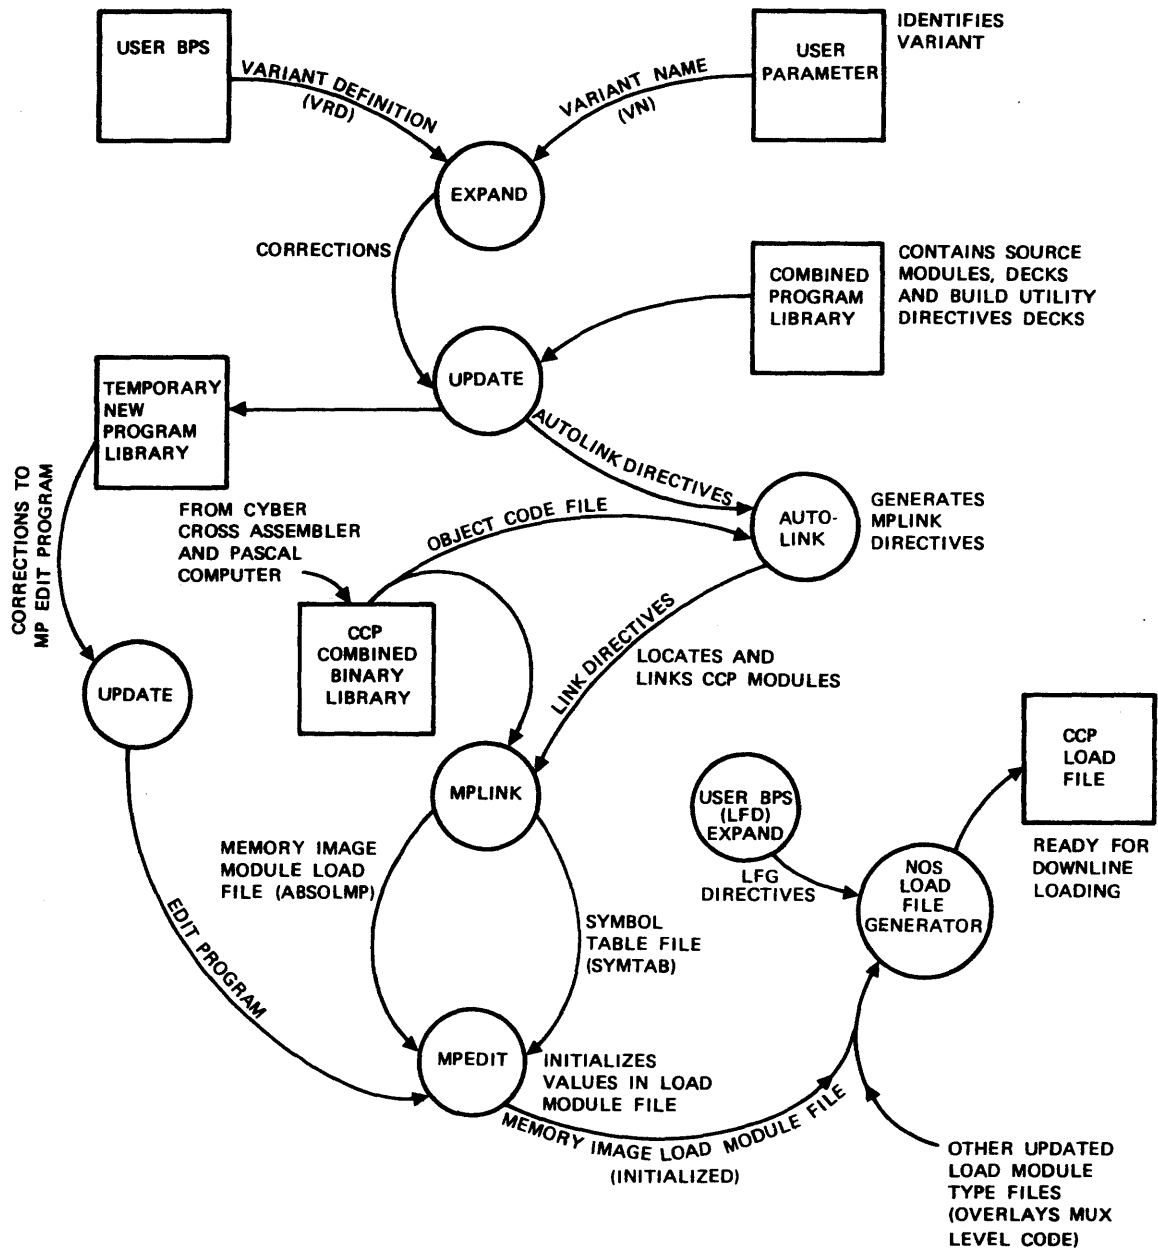 USER BPS
VARIANT DEFINITION
(VRD)
VARIANT NAME
(VN)
USER
PARAMETER
IDENTIFIES
VARIANT
EXPAND
CORRECTIONS
COMBINED
PROGRAM
LIBRARY
CONTAINS SOURCE
MODULES, DECKS
AND BUILD UTILITY
DIRECTIVES DECKS
UPDATE
TEMPORARY
NEW
PROGRAM
LIBRARY
AUTOLINK DIRECTIVES
CORRECTIONS TO
MP EDIT PROGRAM
FROM CYBER
CROSS ASSEMBLER
AND PASCAL
COMPUTER
OBJECT CODE FILE
AUTO-
LINK
GENERATES
MPLINK
DIRECTIVES
CCP
COMBINED
BINARY
LIBRARY
LINK DIRECTIVES
LOCATES AND
LINKS CCP MODULES
UPDATE
MPLINK
USER BPS
(LFD)
EXPAND
CCP
LOAD
FILE
MEMORY IMAGE
MODULE LOAD
FILE (ABSOLMP)
LFG
DIRECTIVES
NOS
LOAD
FILE
GENERATOR
READY FOR
DOWNLINE
LOADING
EDIT PROGRAM
SYMBOL
TABLE FILE
(SYMTAB)
MPEDIT
INITIALIZES
VALUES IN LOAD
MODULE FILE
MEMORY IMAGE LOAD MODULE FILE
(INITIALIZED)
OTHER UPDATED
LOAD MODULE
TYPE FILES
(OVERLAYS MUX
LEVEL CODE)